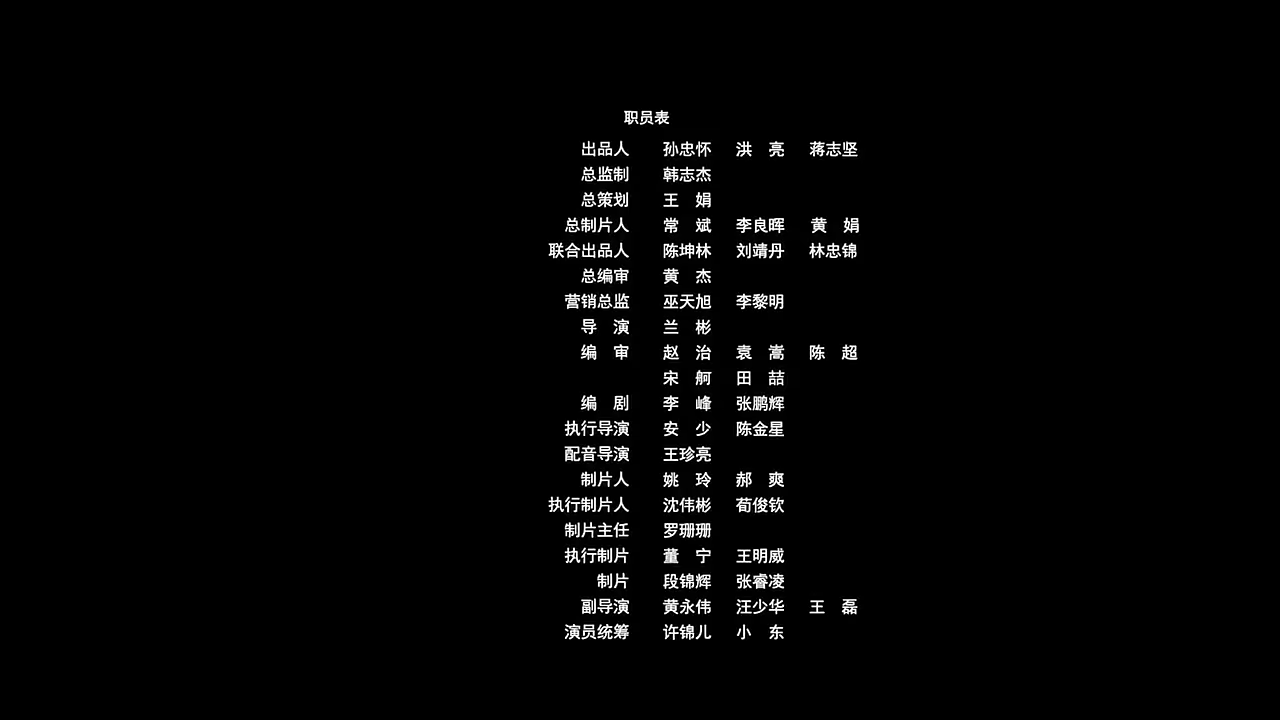 职员表
出品人 孙忠怀 洪 亮 蒋志坚
总监制 韩志杰
总策划 王 娟
总制片人 常 斌 李良晖 黄 娟
联合出品人 陈坤林 刘靖丹 林忠锦
总编审 黄 杰
营销总监 巫天旭 李黎明
导 演 兰 彬
编 审 赵 治 袁 嵩 陈 超
宋 舸 田 喆
编 剧 李 峰 张鹏辉
执行导演 安 少 陈金星
配音导演 王珍亮
制片人 姚 玲 郝 爽
执行制片人 沈伟彬 荀俊钦
制片主任 罗珊珊
执行制片 董 宁 王明威
制片 段锦辉 张睿凌
副导演 黄永伟 汪少华 王 磊
演员统筹 许锦儿 小 东